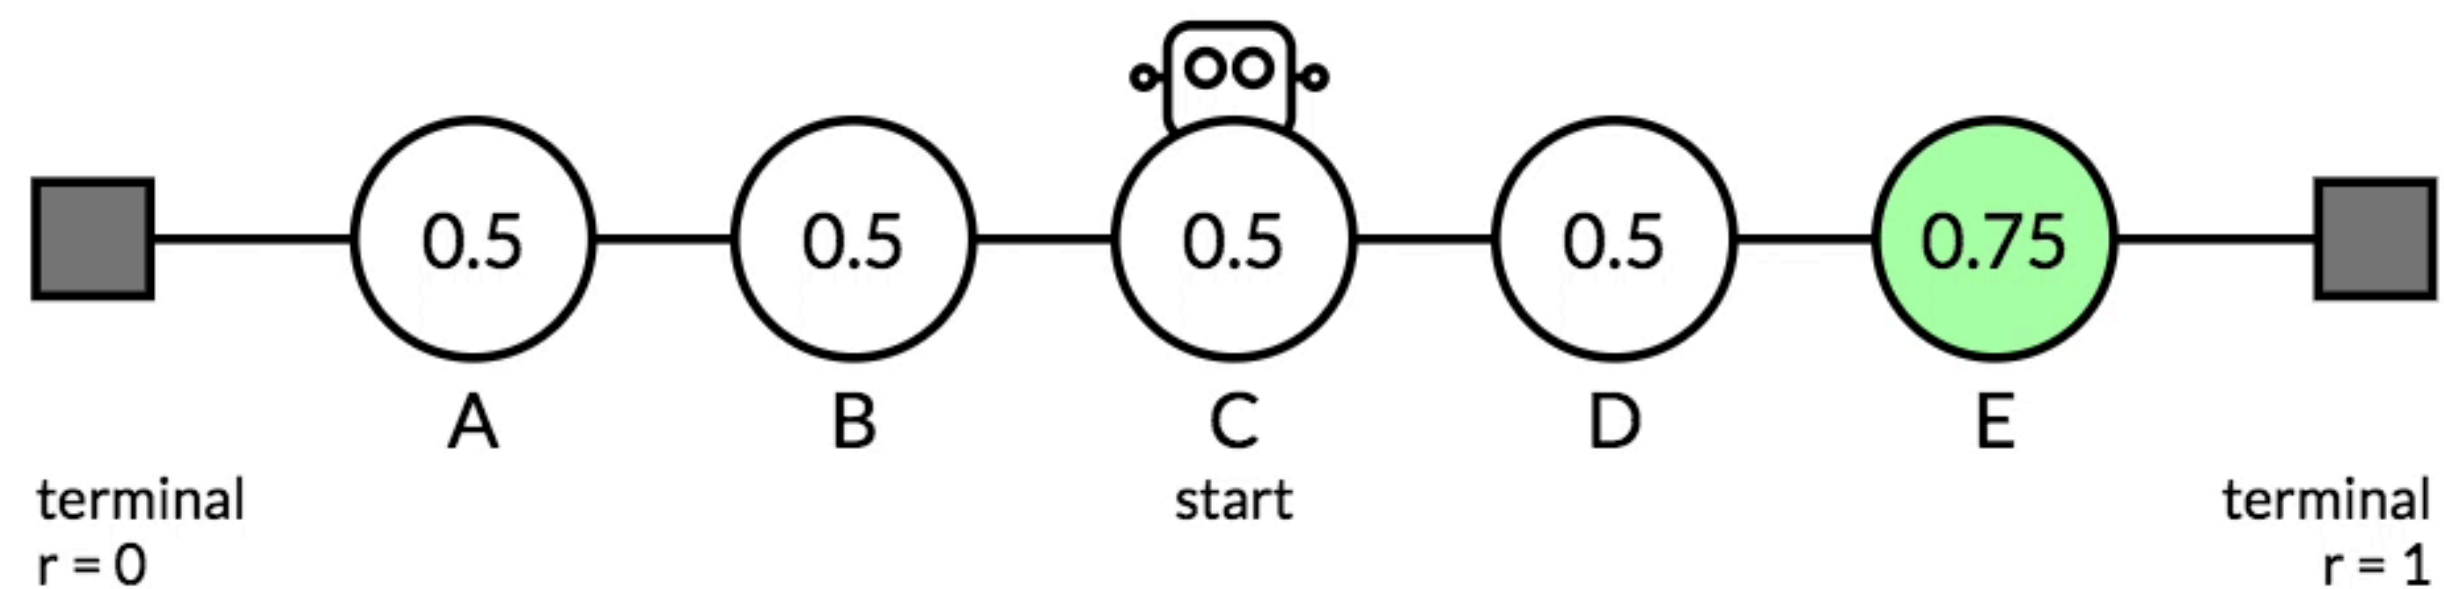 0.5 0.5 0.5 0.5 0.75
A B C D E
terminal start terminal
r = 0 r = 1